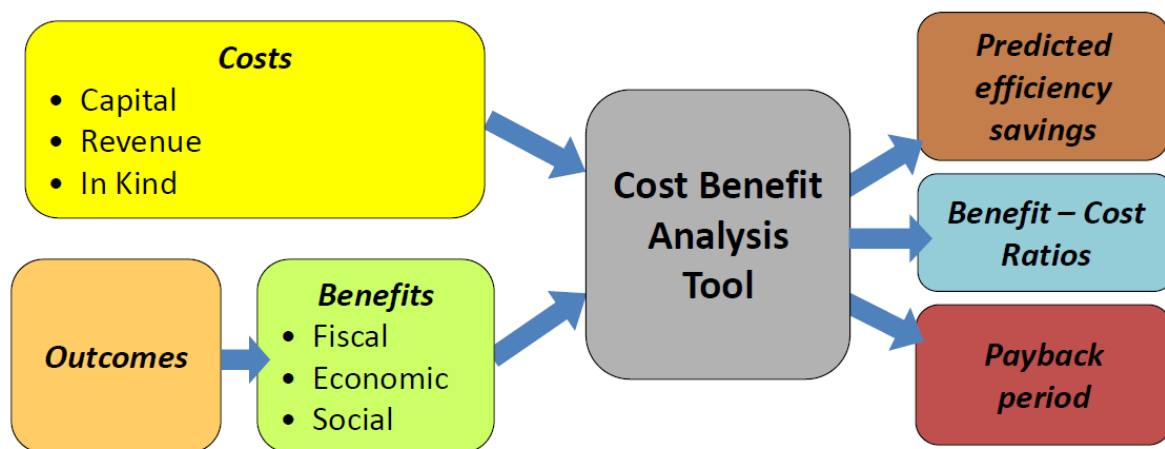 Costs
• Capital
• Revenue
• In Kind
Outcomes
Benefits
• Fiscal
• Economic
• Social
Cost Benefit
Analysis
Tool
Predicted
efficiency
savings
Benefit – Cost
Ratios
Payback
period